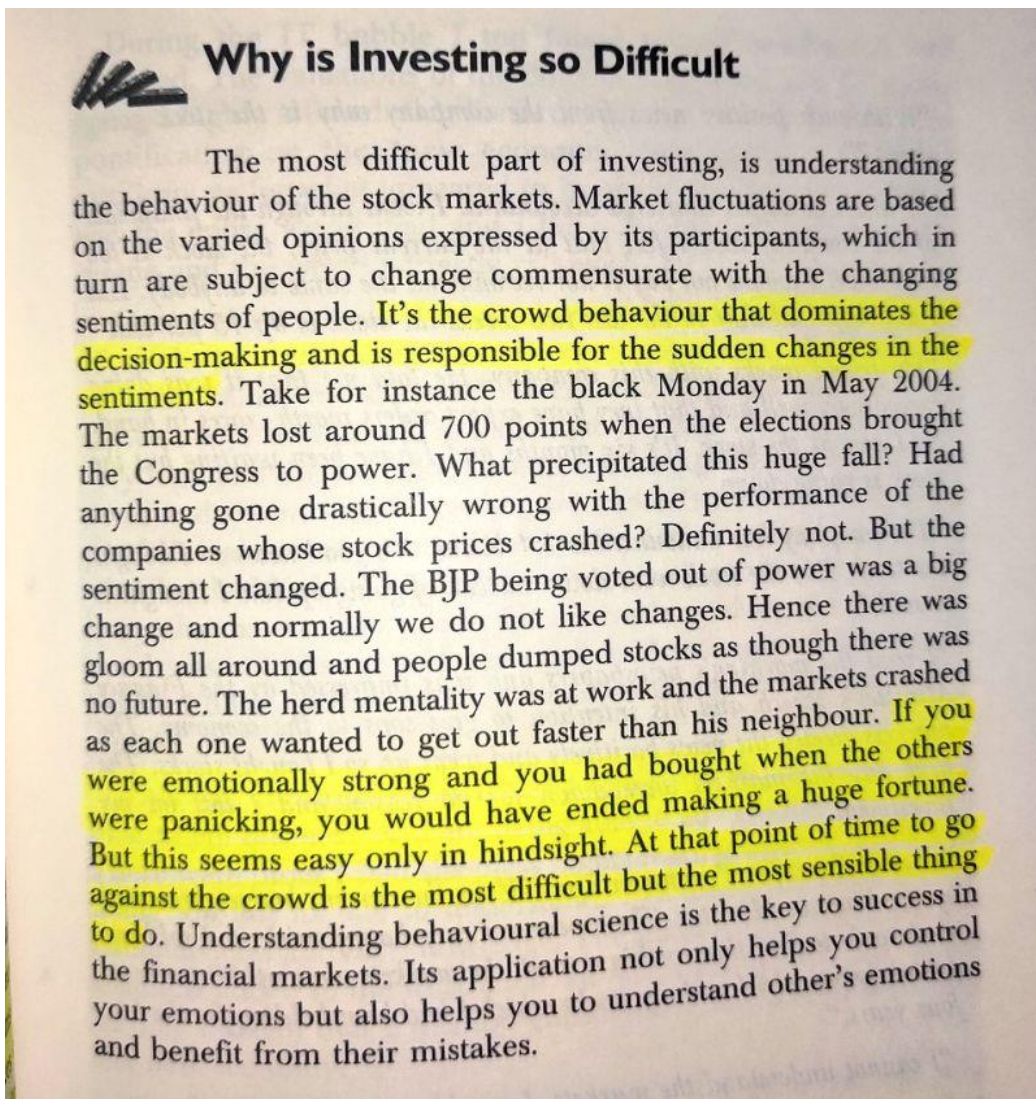 Why is Investing so Difficult
The most difficult part of investing, is understanding
the behaviour of the stock markets. Market fluctuations are based
on the varied opinions expressed by its participants, which in
turn are subject to change commensurate with the changing
sentiments of people. It's the crowd behaviour that dominates the
decision-making and is responsible for the sudden changes in the
sentiments. Take for instance the black Monday in May 2004.
The markets lost around 700 points when the elections brought
the Congress to power. What precipitated this huge fall? Had
anything gone drastically wrong with the performance of the
companies whose stock prices crashed? Definitely not. But the
sentiment changed. The BJP being voted out of power was a big
change and normally we do not like changes. Hence there was
gloom all around and people dumped stocks as though there was
no future. The herd mentality was at work and the markets crashed
as each one wanted to get out faster than his neighbour. If you
were emotionally strong and you had bought when the others
were panicking, you would have ended making a huge fortune.
But this seems easy only in hindsight. At that point of time to go
against the crowd is the most difficult but the most sensible thing
to do. Understanding behavioural science is the key to success in
the financial markets. Its application not only helps you control
your emotions but also helps you to understand other's emotions
and benefit from their mistakes.